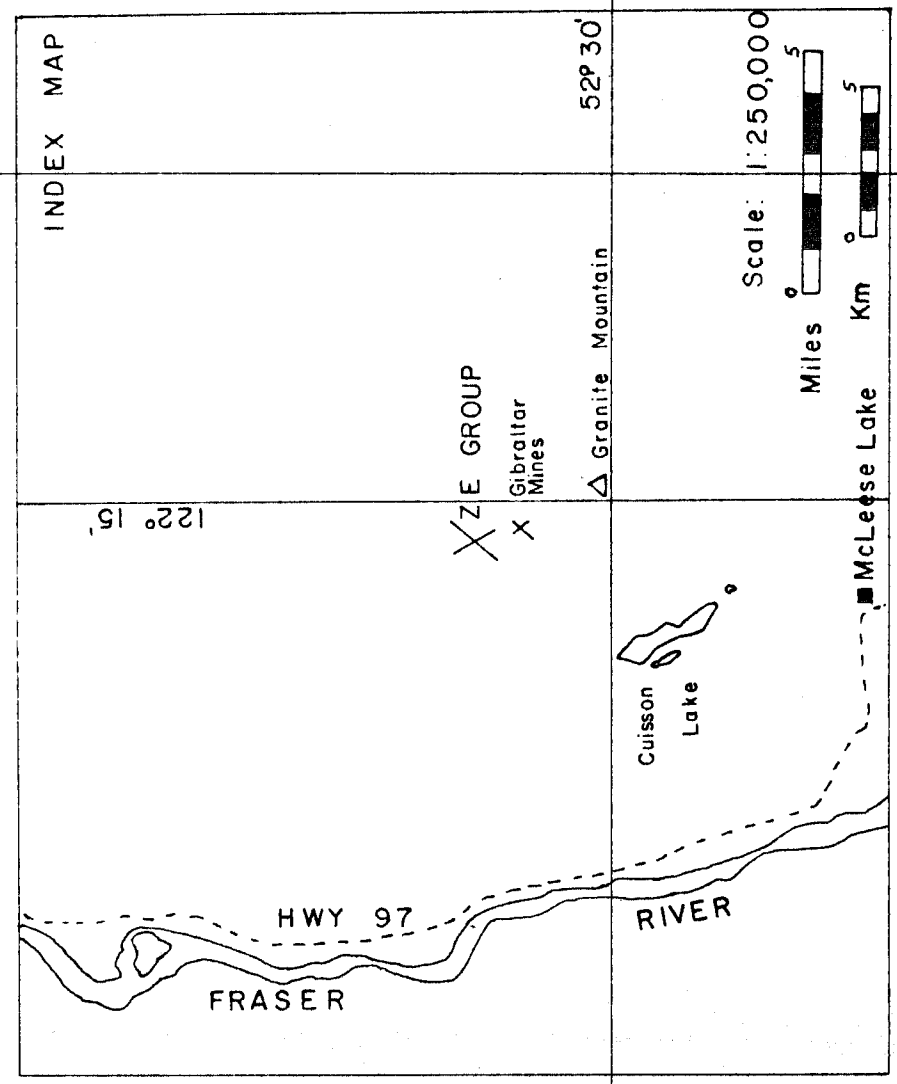 INDEX MAP
122° 15'
52° 30'
ZE GROUP
Gibraltar
Mines
Granite Mountain
Scale: 1:250,000
0 5
Miles
0 5
Km
McLeese Lake
Cuisson
Lake
HWY 97
FRASER
RIVER